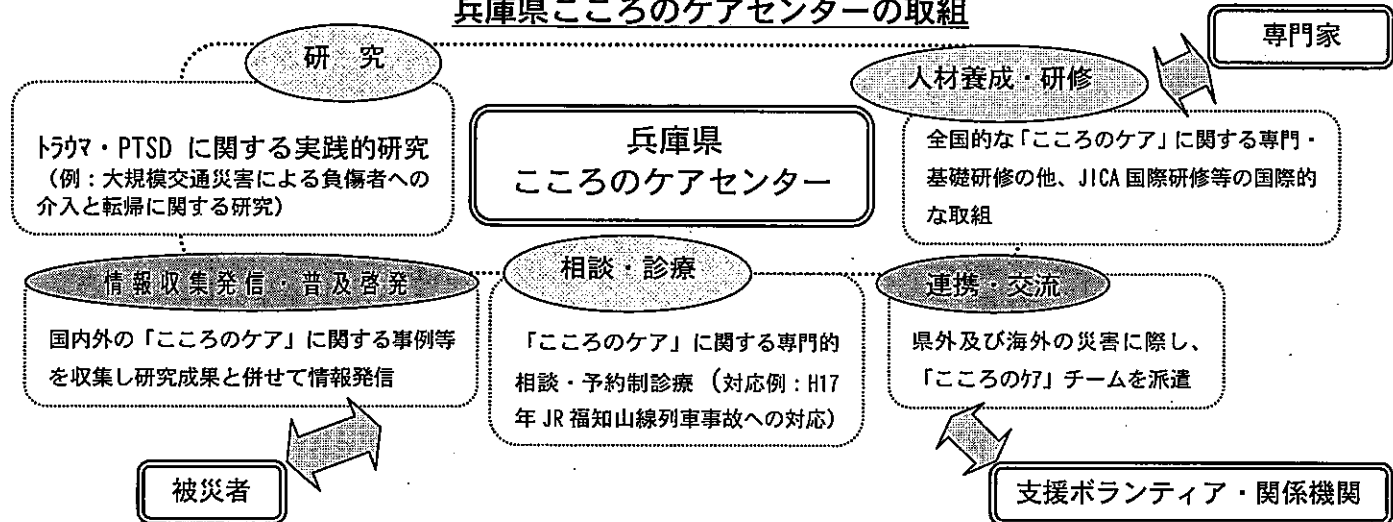 兵庫県こころのケアセンターの取組
専門家
研 究
人材養成・研修
トラウマ・PTSD に関する実践的研究
(例:大規模交通災害による負傷者への
介入と転帰に関する研究)
兵庫県
こころのケアセンター
全国的な「こころのケア」に関する専門・
基礎研修の他、JICA 国際研修等の国際的
な取組
情報収集発信・普及啓発
国内外の「こころのケア」に関する事例等
を収集し研究成果と併せて情報発信
相談・診療
「こころのケア」に関する専門的
相談・予約制診療 (対応例:H17
年 JR 福知山線列車事故への対応)
連携・交流
県外及び海外の災害に際し、
「こころのケア」チームを派遣
被災者
支援ボランティア・関係機関